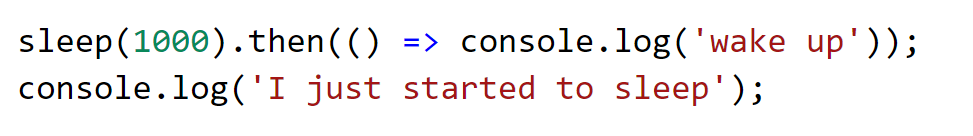 sleep(1000).then(() => console.log('wake up'));
console.log('I just started to sleep');